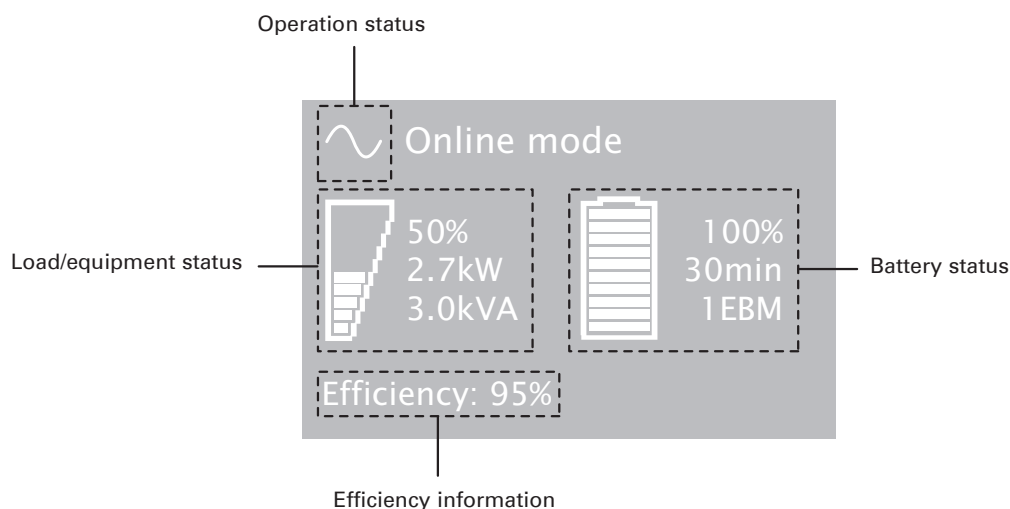 Operation status
Online mode
Load/equipment status
50%
2.7kW
3.0kVA
100%
30min
1EBM
Battery status
Efficiency: 95%
Efficiency information